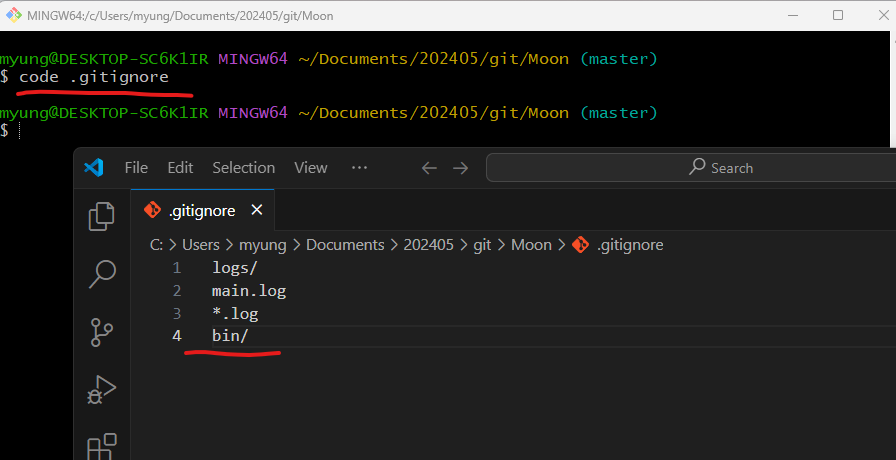 MINGW64:/c/Users/myung/Documents/202405/git/Moon
myung@DESKTOP-SC6K1IR MINGW64 ~/Documents/202405/git/Moon (master)
$ code .gitignore
myung@DESKTOP-SC6K1IR MINGW64 ~/Documents/202405/git/Moon (master)
$
File Edit Selection View ··· Search
.gitignore
C: > Users > myung > Documents > 202405 > git > Moon > .gitignore
1 logs/
2 main.log
3 *.log
4 bin/